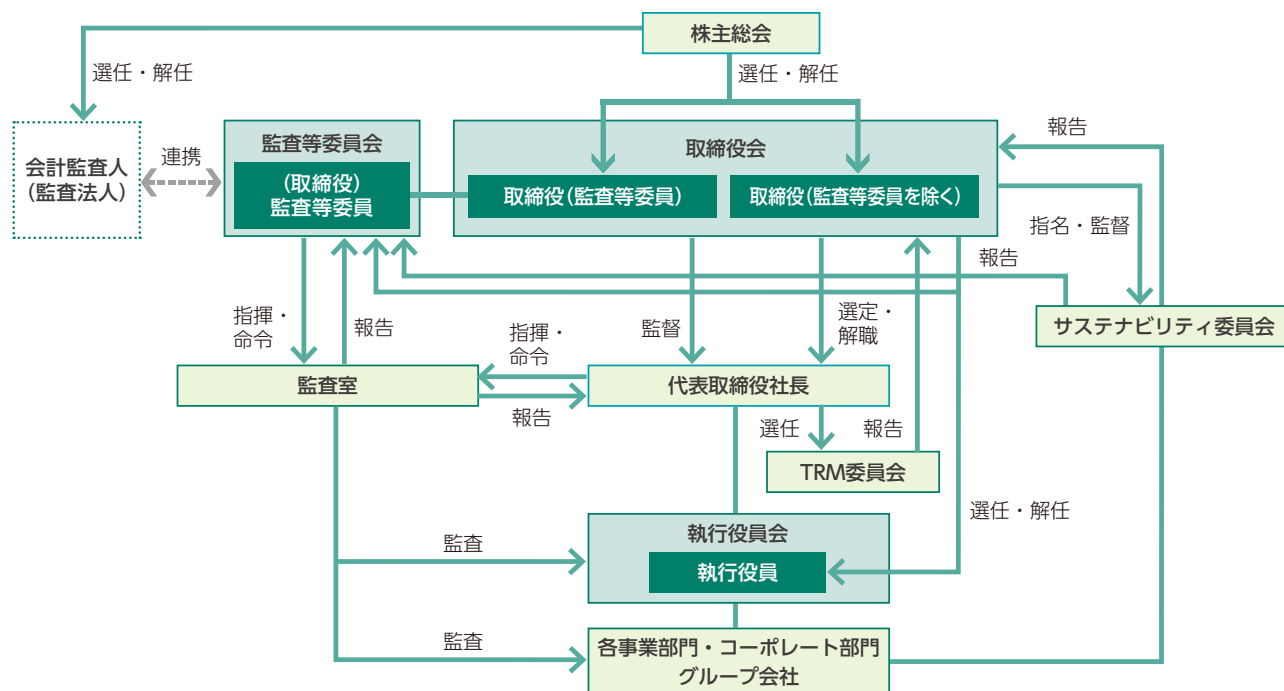 株主総会
選任・解任
選任・解任
会計監査人
（監査法人）
連携
監査等委員会
（取締役）
監査等委員
取締役会
取締役（監査等委員）
取締役（監査等委員を除く）
報告
指名・監督
報告
サステナビリティ委員会
指揮・
命令
報告
指揮・
命令
監督
選定・
解職
監査室
代表取締役社長
報告
選任
報告
TRM委員会
選任・解任
執行役員会
執行役員
監査
監査
各事業部門・コーポレート部門
グループ会社